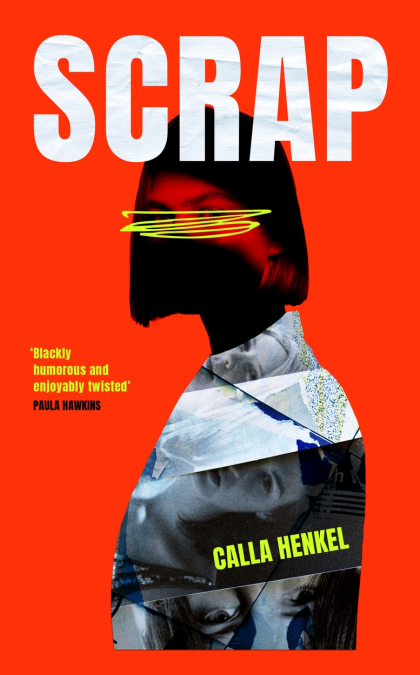 SCRAP
‘Blackly
humorous and
enjoyably twisted’
PAULA HAWKINS
CALLA HENKEL